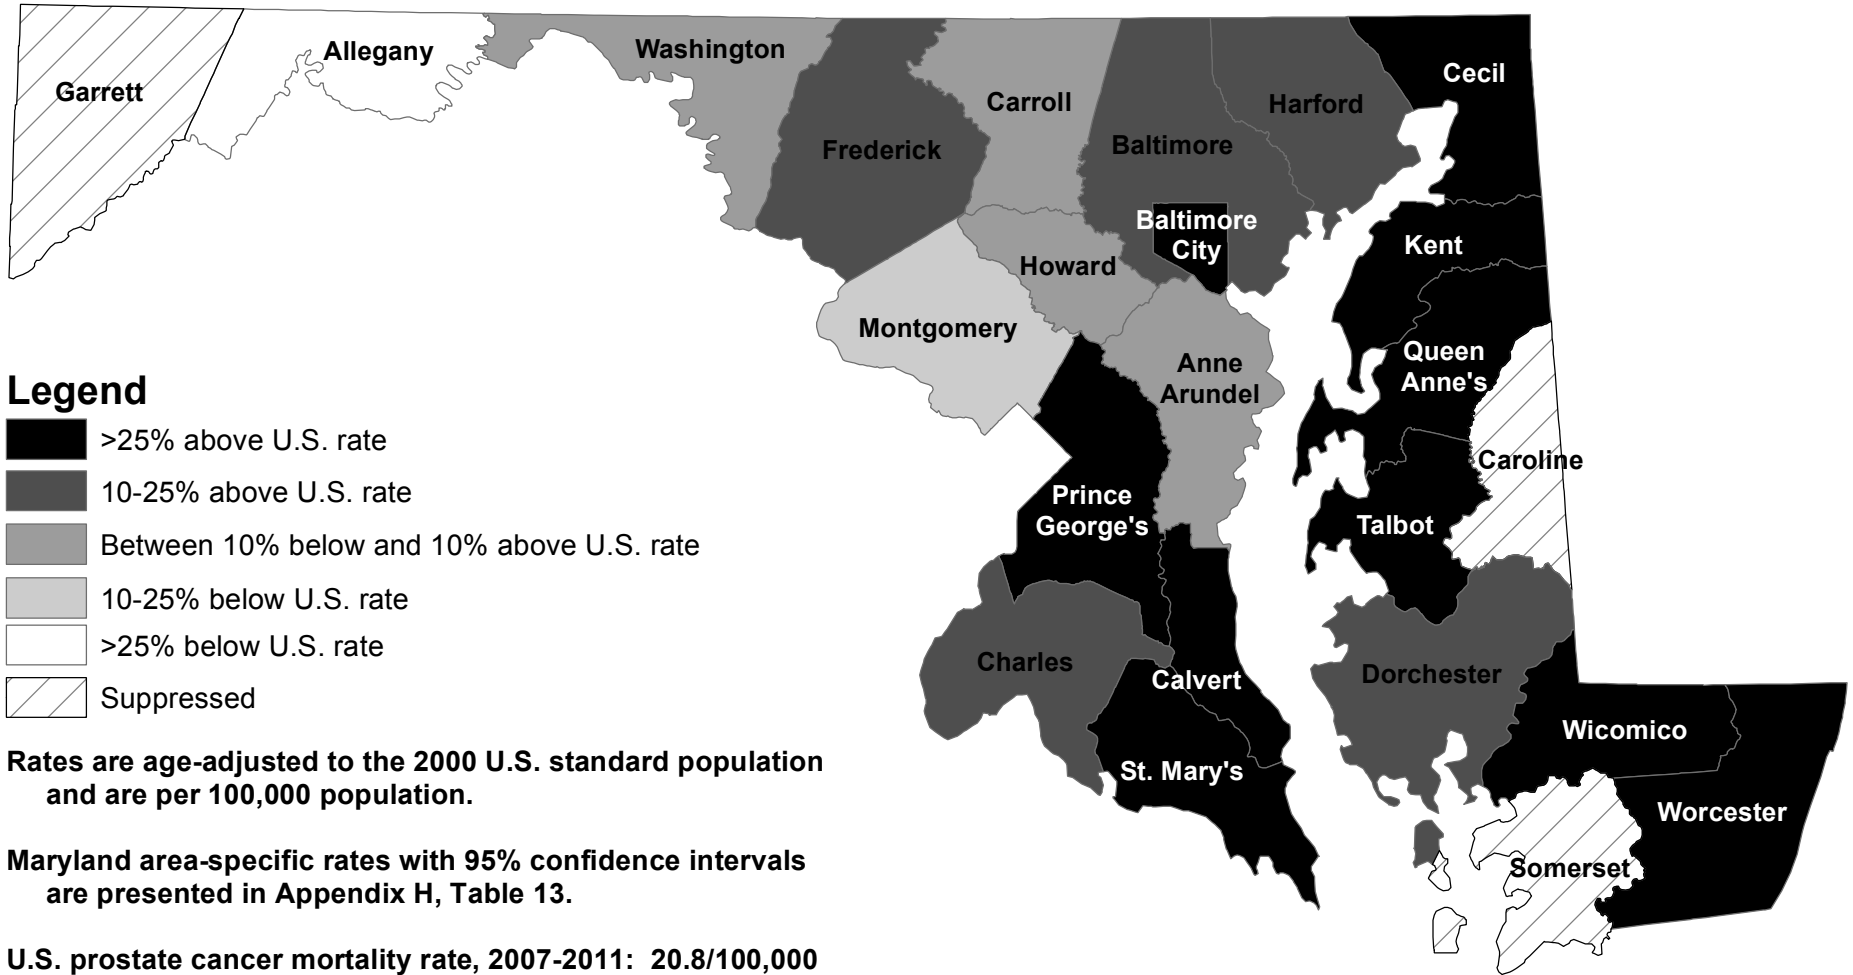 Garrett
Allegany
Washington
Frederick
Carroll
Baltimore
Harford
Cecil
Baltimore
City
Kent
Howard
Montgomery
Anne
Arundel
Queen
Anne's
Caroline
Prince
George's
Talbot
Charles
Calvert
Dorchester
St. Mary's
Wicomico
Worcester
Somerset
Legend
>25% above U.S. rate
10-25% above U.S. rate
Between 10% below and 10% above U.S. rate
10-25% below U.S. rate
>25% below U.S. rate
Suppressed
Rates are age-adjusted to the 2000 U.S. standard population
and are per 100,000 population.
Maryland area-specific rates with 95% confidence intervals
are presented in Appendix H, Table 13.
U.S. prostate cancer mortality rate, 2007-2011: 20.8/100,000